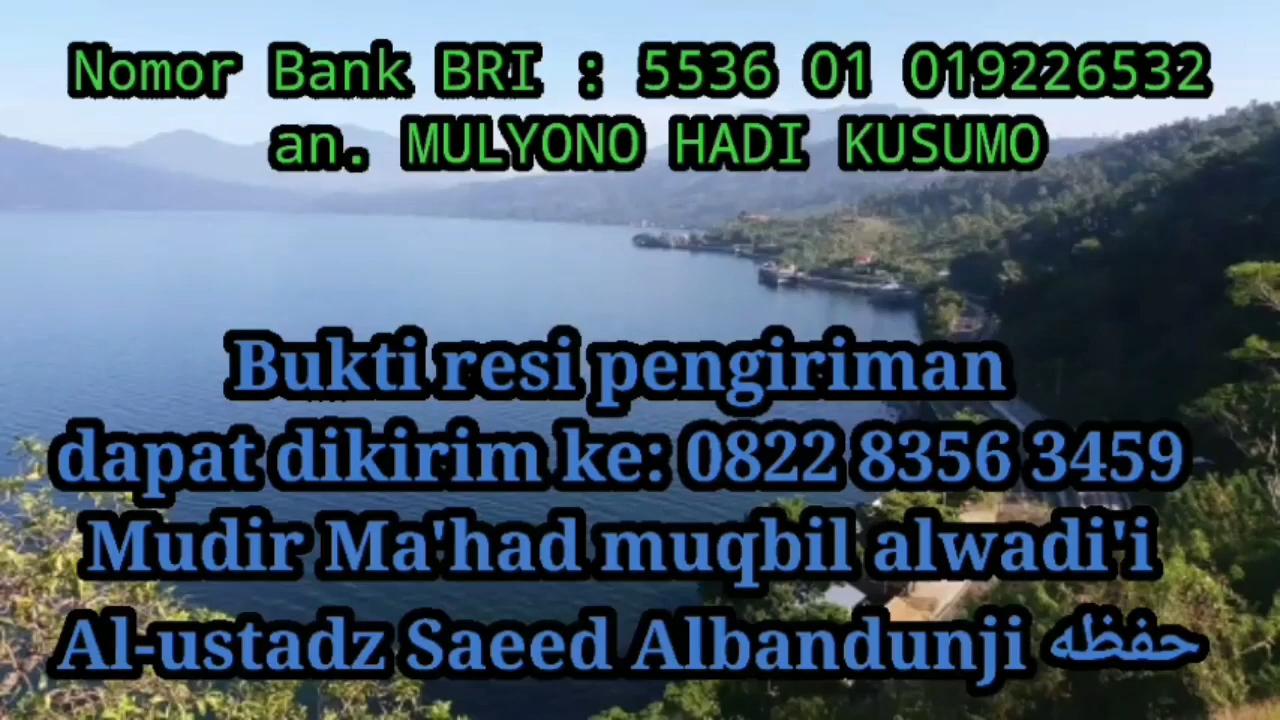 Nomor Bank BRI : 5536 01 019226532
an. MULYONO HADI KUSUMO
Bukti resi pengiriman
dapat dikirim ke: 0822 8356 3459
Mudir Ma'had muqbil alwadi'i
Al-ustadz Saeed Albandunji حفظه